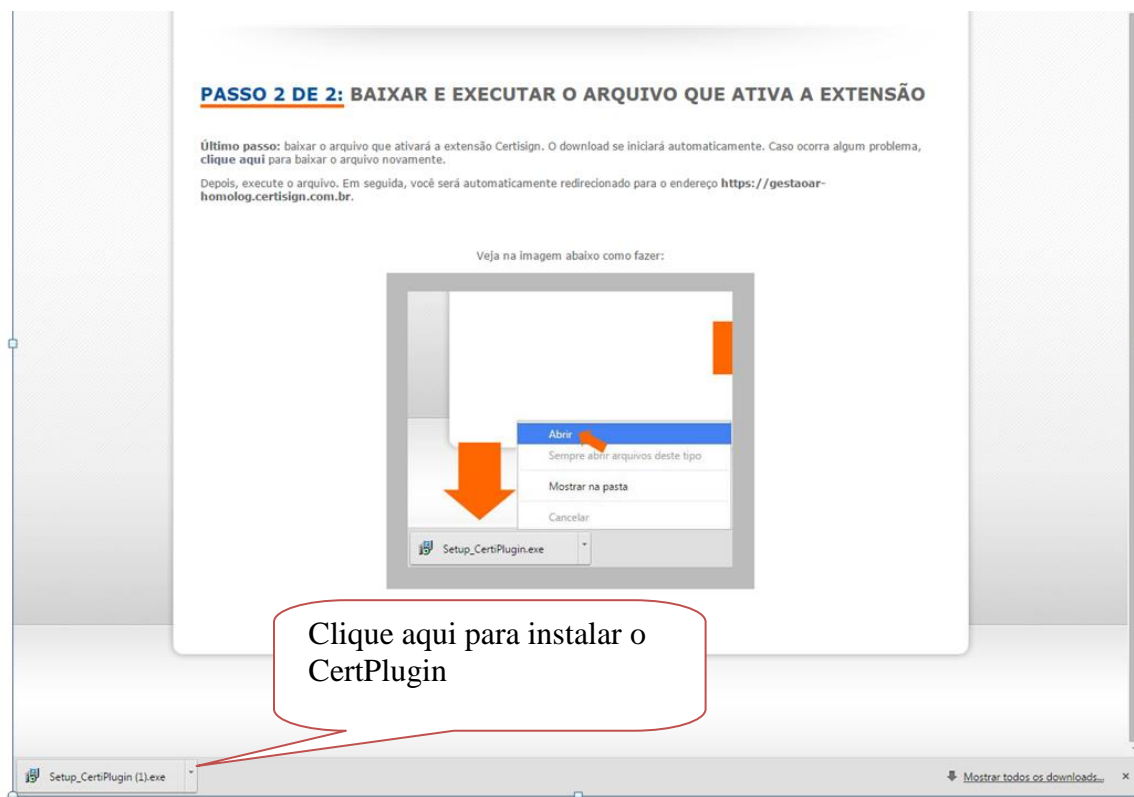 PASSO 2 DE 2: BAIXAR E EXECUTAR O ARQUIVO QUE ATIVA A EXTENSÃO
Último passo: baixar o arquivo que ativará a extensão Certisign. O download se iniciará automaticamente. Caso ocorra algum problema,
clique aqui para baixar o arquivo novamente.
Depois, execute o arquivo. Em seguida, você será automaticamente redirecionado para o endereço https://gestaoar-
homolog.certisign.com.br.
Veja na imagem abaixo como fazer:
Abrir
Sempre abrir arquivos deste tipo
Mostrar na pasta
Cancelar
Setup_CertiPlugin.exe
Clique aqui para instalar o
CertPlugin
Setup_CertiPlugin (1).exe
Mostrar todos os downloads...